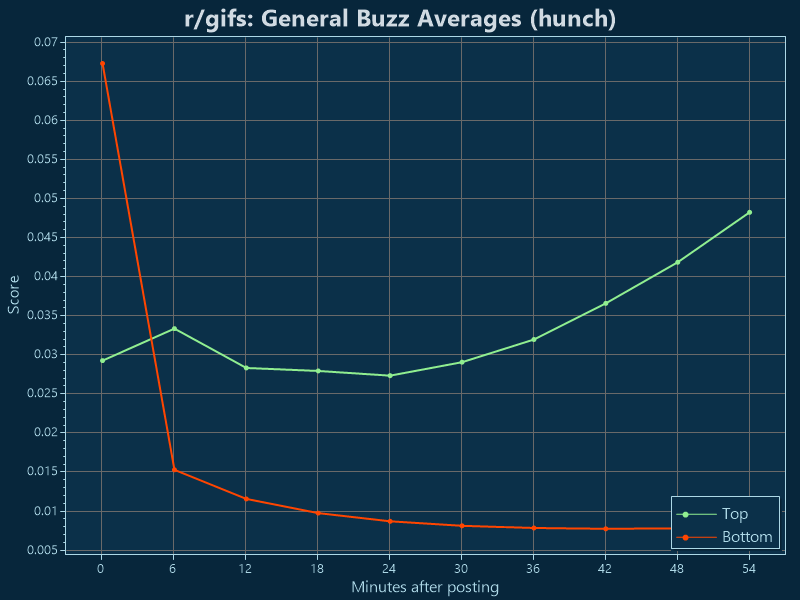 r/gifs: General Buzz Averages (hunch)
0.07
0.065
0.06
0.055
0.05
0.045
0.04
0.035
0.03
0.025
0.02
0.015
0.01
0.005
Score
Top
Bottom
0 6 12 18 24 30 36 42 48 54
Minutes after posting